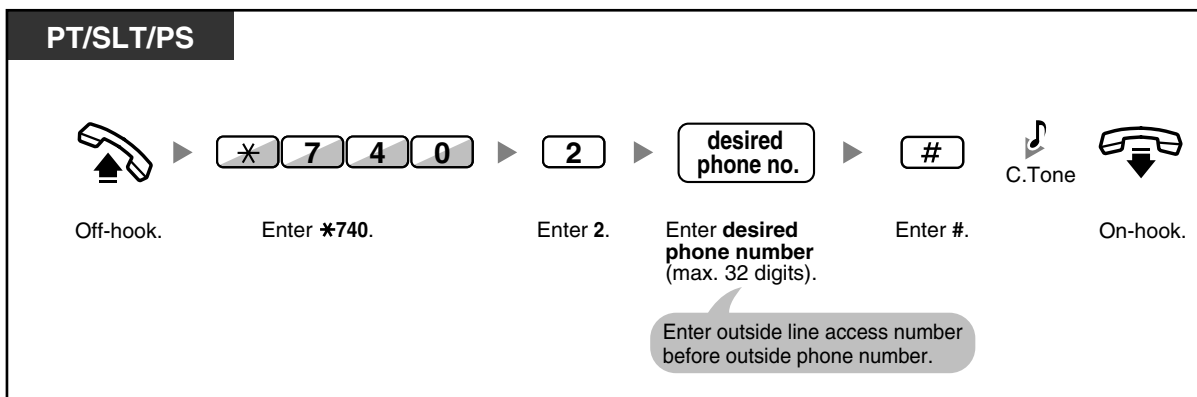 PT/SLT/PS
* 7 4 0
2
desired
phone no.
#
C.Tone
Off-hook.
Enter *740.
Enter 2.
Enter desired
phone number
(max. 32 digits).
Enter #.
On-hook.
Enter outside line access number
before outside phone number.